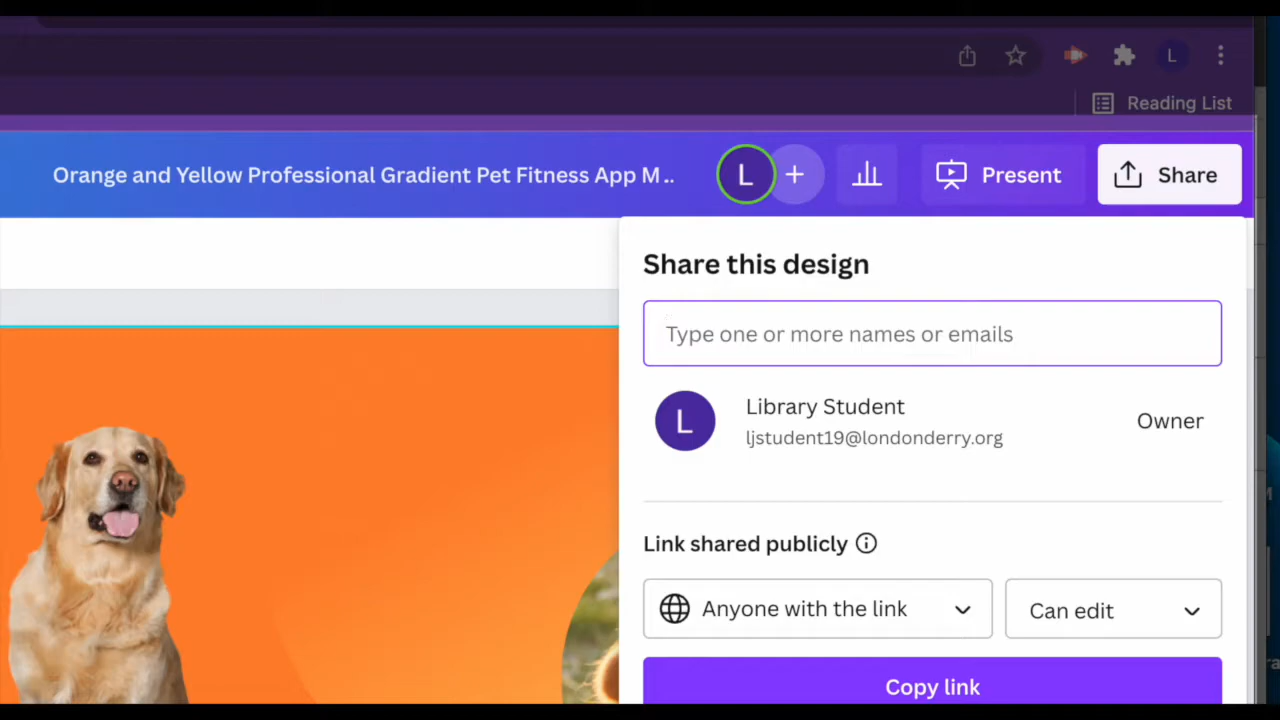 L
Reading List
Orange and Yellow Professional Gradient Pet Fitness App M...
L
Present
Share
Share this design
Type one or more names or emails
L
Library Student
ljstudent19@londonderry.org
Owner
Link shared publicly
Anyone with the link
Can edit
Copy link